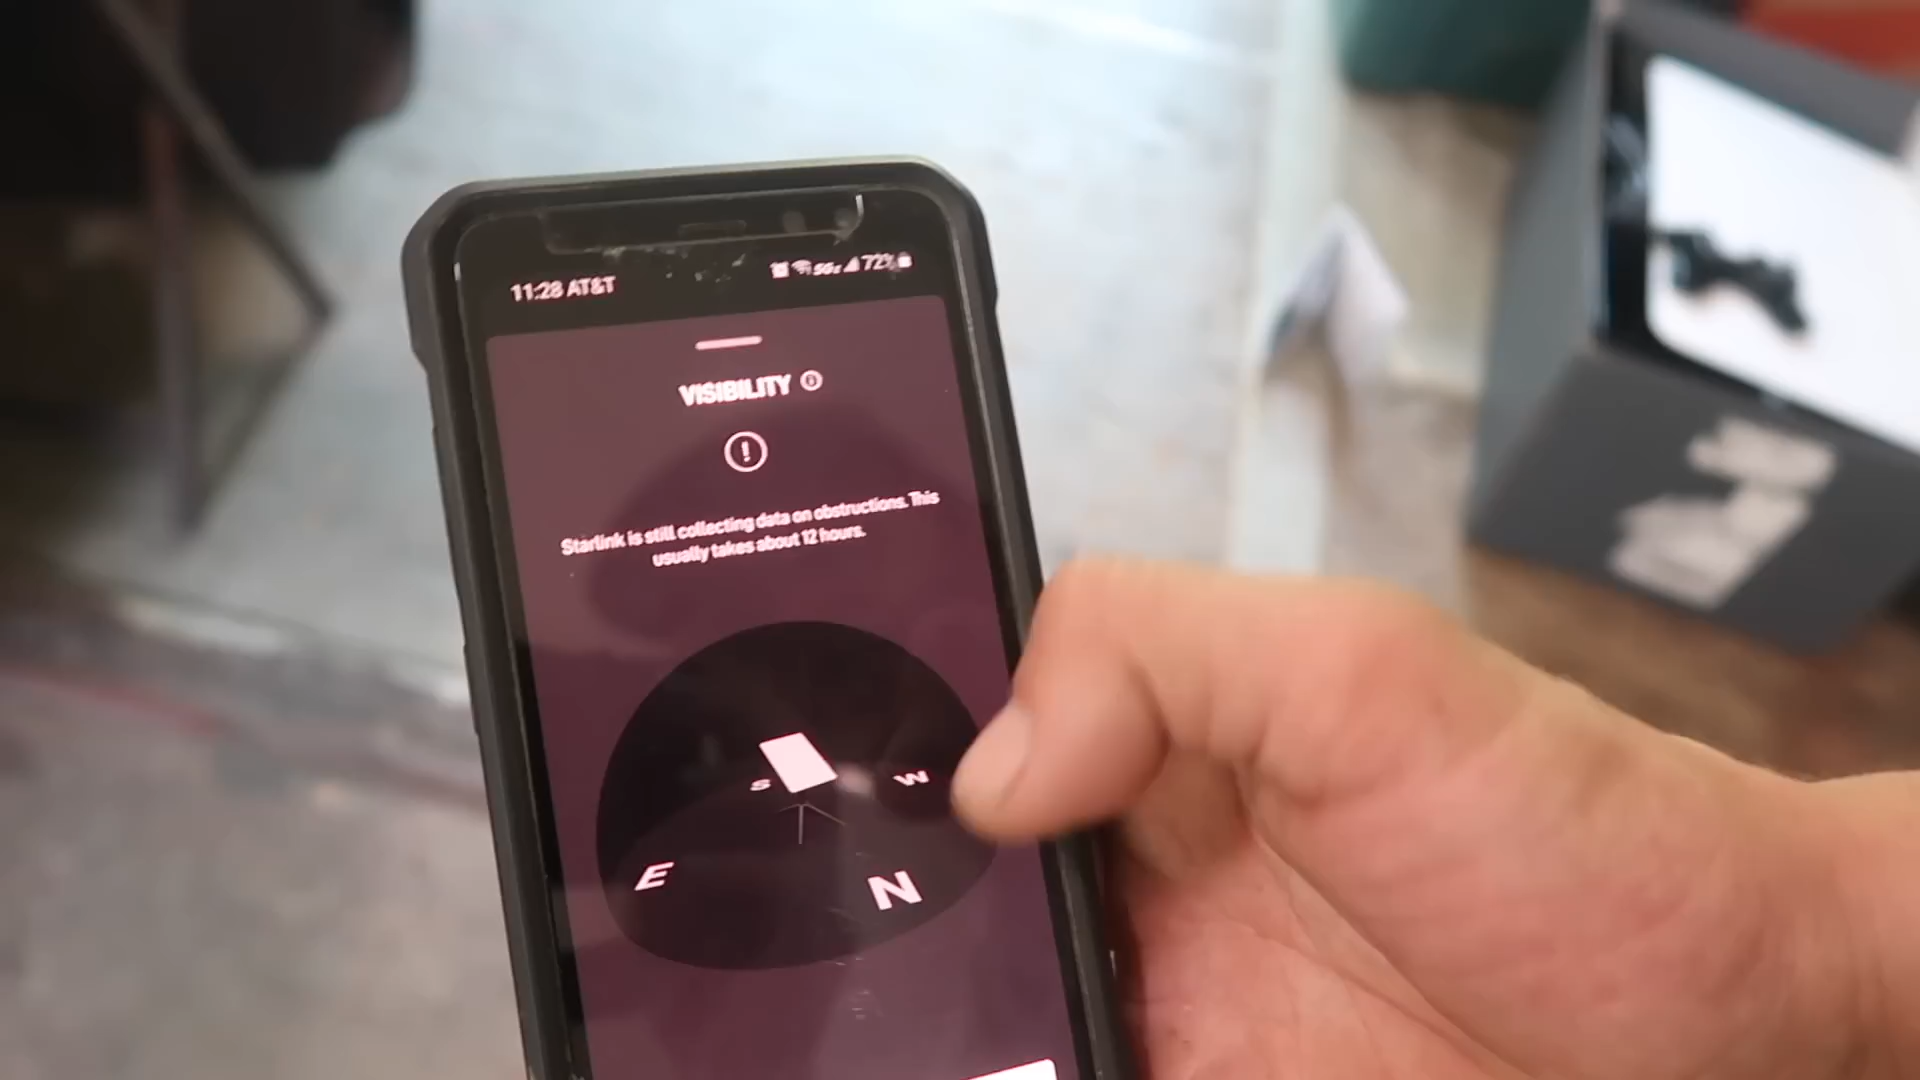 11:28 AT&T
72%
VISIBILITY
Starlink is still collecting data on obstructions. This
usually takes about 12 hours.
S
W
E
N